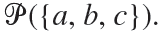 𝒫({a, b, c}).